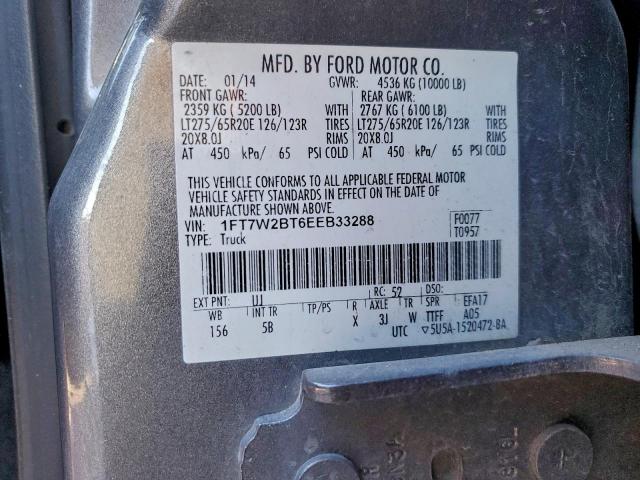 MFD. BY FORD MOTOR CO.
DATE: 01/14 GVWR: 4536 KG (10000 LB)
FRONT GAWR: REAR GAWR:
2359 KG ( 5200 LB) WITH 2767 KG ( 6100 LB) WITH
LT275/65R20E 126/123R TIRES LT275/65R20E 126/123R TIRES
20X8.0J RIMS 20X8.0J RIMS
AT 450 kPa/ 65 PSI COLD AT 450 kPa/ 65 PSI COLD
THIS VEHICLE CONFORMS TO ALL APPLICABLE FEDERAL MOTOR
VEHICLE SAFETY STANDARDS IN EFFECT ON THE DATE OF
MANUFACTURE SHOWN ABOVE.
VIN: 1FT7W2BT6EEB33288 F0077
TYPE: Truck T0957
EXT PNT: UJ RC: 52 DSO:
WB INT TR TP/PS R AXLE TR SPR EFA17
156 5B X 3J W TTFF A05
UTC ▽5U5A-1520472-BA